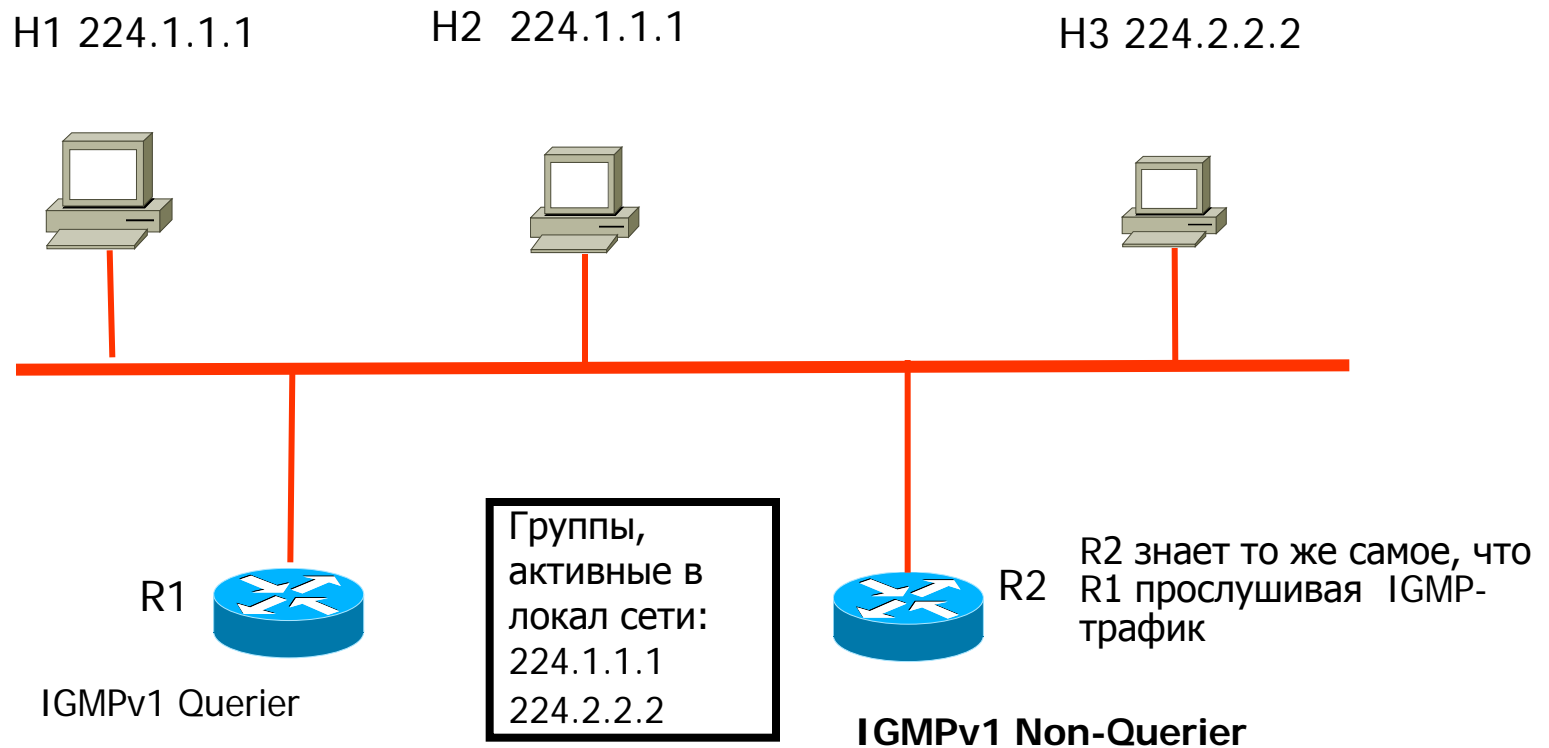 H1 224.1.1.1
H2 224.1.1.1
H3 224.2.2.2
R1
IGMPv1 Querier
Группы,
активные в
локал сети:
224.1.1.1
224.2.2.2
R2
R2 знает то же самое, что
R1 прослушивая IGMP-
трафик
IGMPv1 Non-Querier